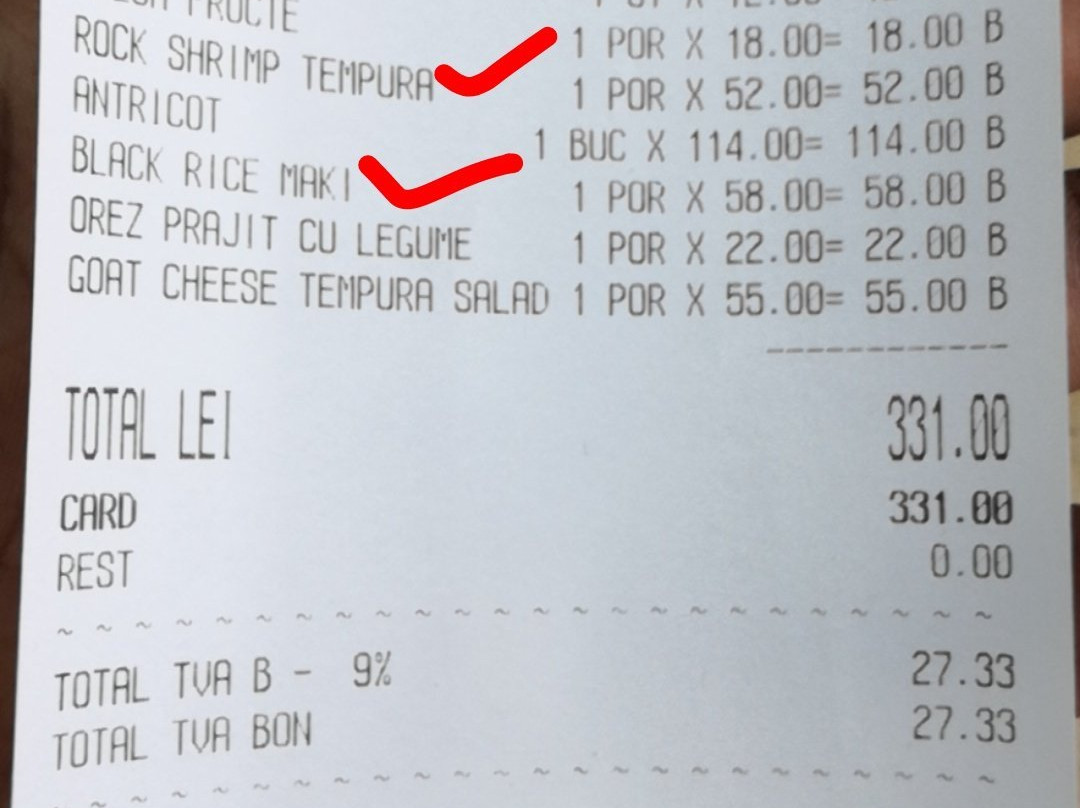 FRUCTE 1 POR X 18.00= 18.00 B
ROCK SHRIMP TEMPURA 1 POR X 52.00= 52.00 B
ANTRICOT 1 BUC X 114.00= 114.00 B
BLACK RICE MAKI 1 POR X 58.00= 58.00 B
OREZ PRAJIT CU LEGUME 1 POR X 22.00= 22.00 B
GOAT CHEESE TEMPURA SALAD 1 POR X 55.00= 55.00 B
------------
TOTAL LEI 331.00
CARD 331.00
REST 0.00
~ ~ ~ ~ ~ ~ ~ ~ ~ ~ ~ ~ ~ ~ ~ ~ ~ ~ ~ ~ ~ ~ ~ ~
TOTAL TVA B - 9% 27.33
TOTAL TVA BON 27.33
~ ~ ~ ~ ~ ~ ~ ~ ~ ~ ~ ~ ~ ~ ~ ~ ~ ~ ~ ~ ~ ~ ~ ~